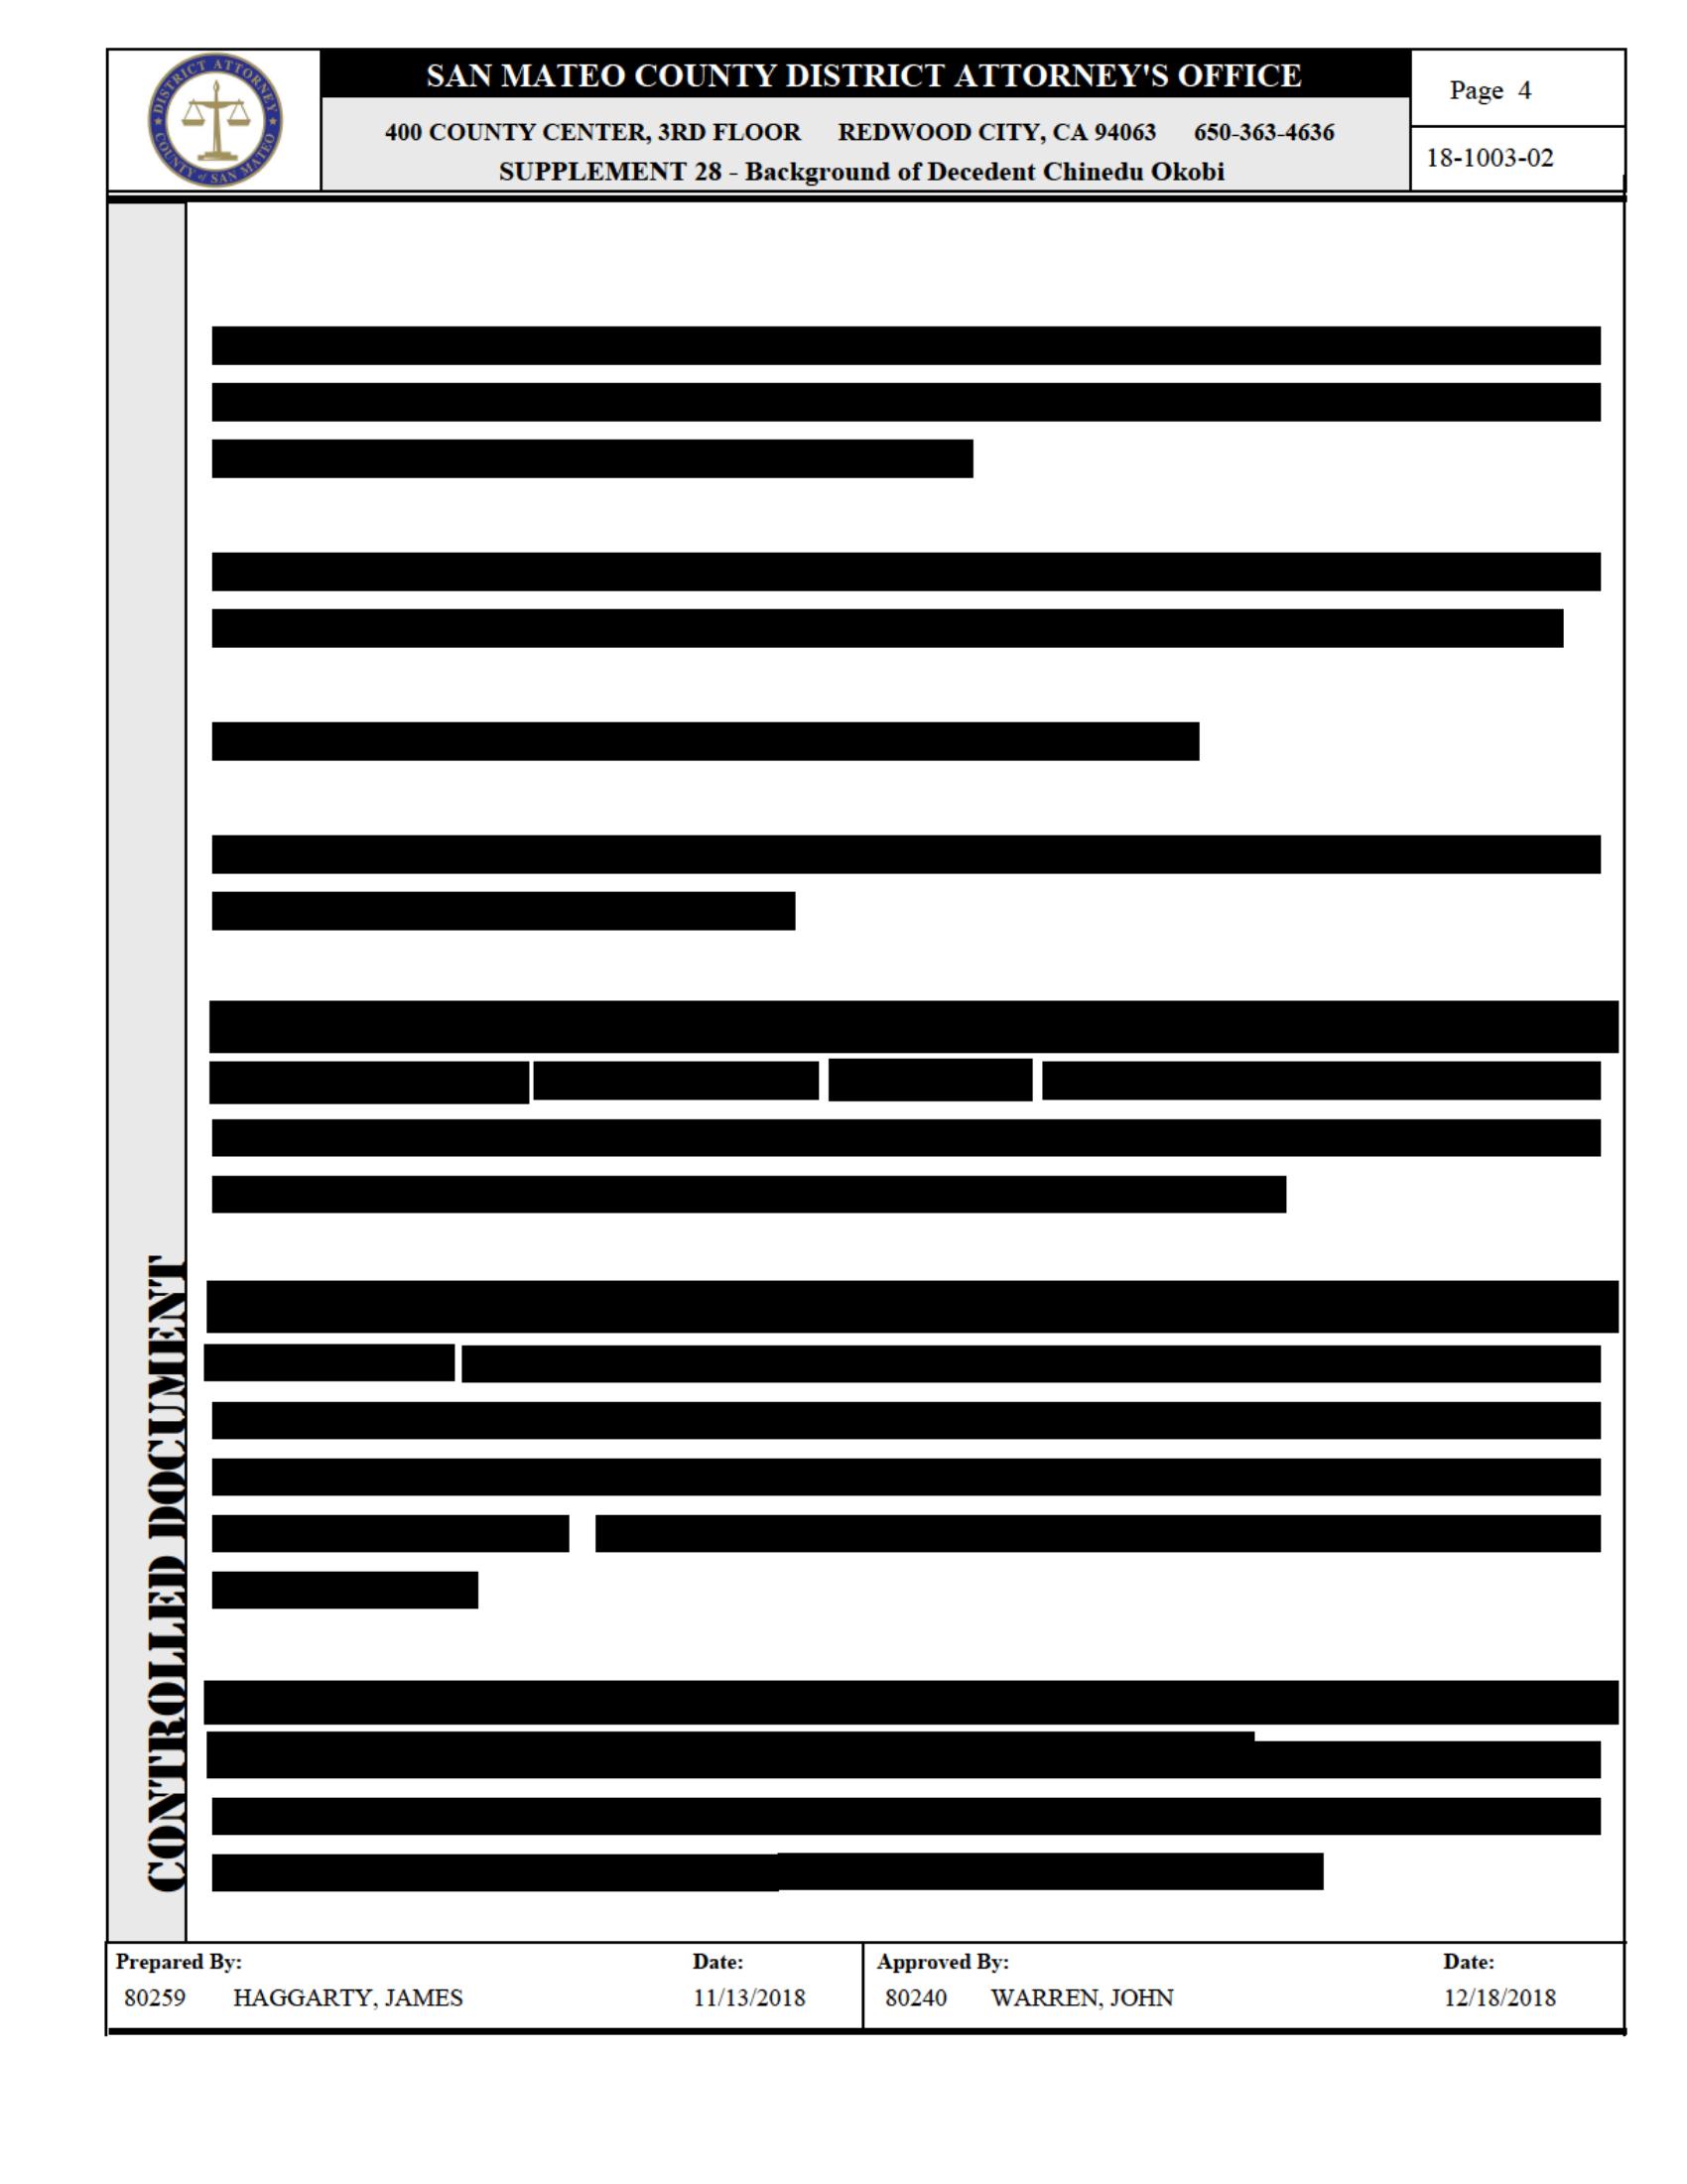 DISTRICT ATTORNEY
COUNTY of SAN MATEO
SAN MATEO COUNTY DISTRICT ATTORNEY'S OFFICE
400 COUNTY CENTER, 3RD FLOOR REDWOOD CITY, CA 94063 650-363-4636
SUPPLEMENT 28 - Background of Decedent Chinedu Okobi
Page 4
18-1003-02
CONTROLLED DOCUMENT
Prepared By: Date: Approved By: Date:
80259 HAGGARTY, JAMES 11/13/2018 80240 WARREN, JOHN 12/18/2018